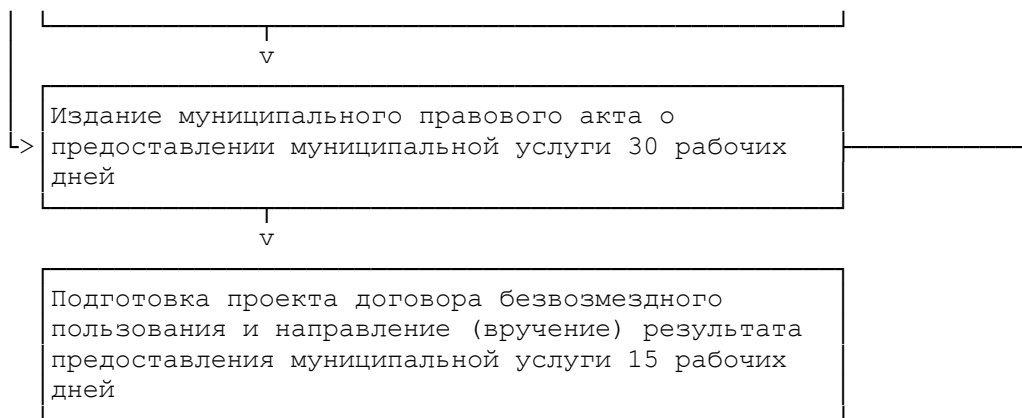 v
Издание муниципального правового акта о
предоставлении муниципальной услуги 30 рабочих
дней
v
Подготовка проекта договора безвозмездного
пользования и направление (вручение) результата
предоставления муниципальной услуги 15 рабочих
дней